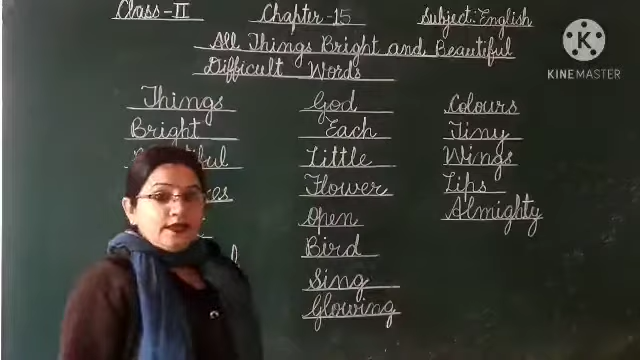 Class-II Chapter-15 Subject:English
All Things Bright and Beautiful
Difficult Words
Things God Colours
Bright Each Tiny
Little Wings
Flower Lips
Open Almighty
Bird
Sing
Glowing
KINEMASTER